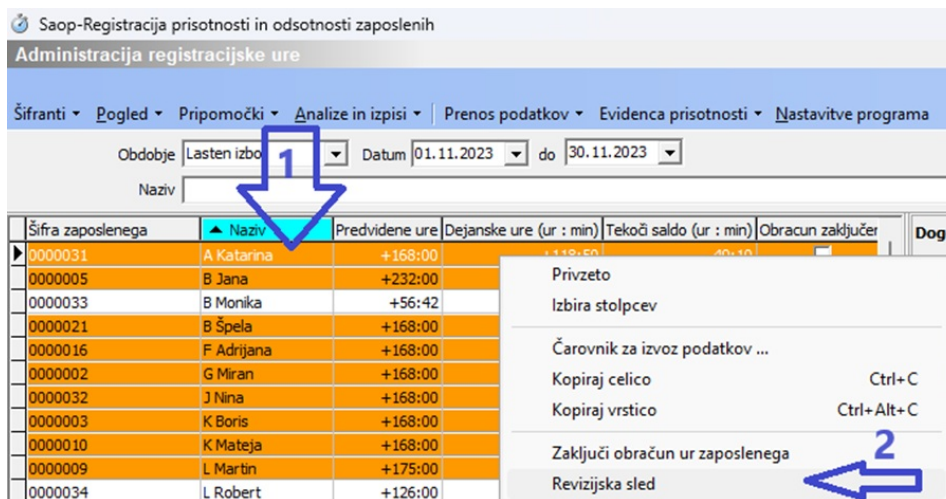 Saop-Registracija prisotnosti in odsotnosti zaposlenih
Administracija registracijske ure
Šifranti Pogled Pripomočki Analize in izpisi Prenos podatkov Evidenca prisotnosti Nastavitve programa
Obdobje Lasten izbo Datum 01.11.2023 do 30.11.2023
1
Naziv
Šifra zaposlenega Naziv Predvidene ure Dejanske ure (ur : min) Tekoči saldo (ur : min) Obracun zaključen Dog
0000031 A Katarina +168:00 +118:50 -49:10
0000005 B Jana +232:00
0000033 B Monika +56:42
0000021 B Špela +168:00
0000016 F Adrijana +168:00
0000002 G Miran +168:00
0000032 J Nina +168:00
0000003 K Boris +168:00
0000010 K Mateja +168:00
0000009 L Martin +175:00
0000034 L Robert +126:00
Privzeto
Izbira stolpcev
Čarovnik za izvoz podatkov ...
Kopiraj celico Ctrl+C
Kopiraj vrstico Ctrl+Alt+C
Zaključi obračun ur zaposlenega
2
Revizijska sled